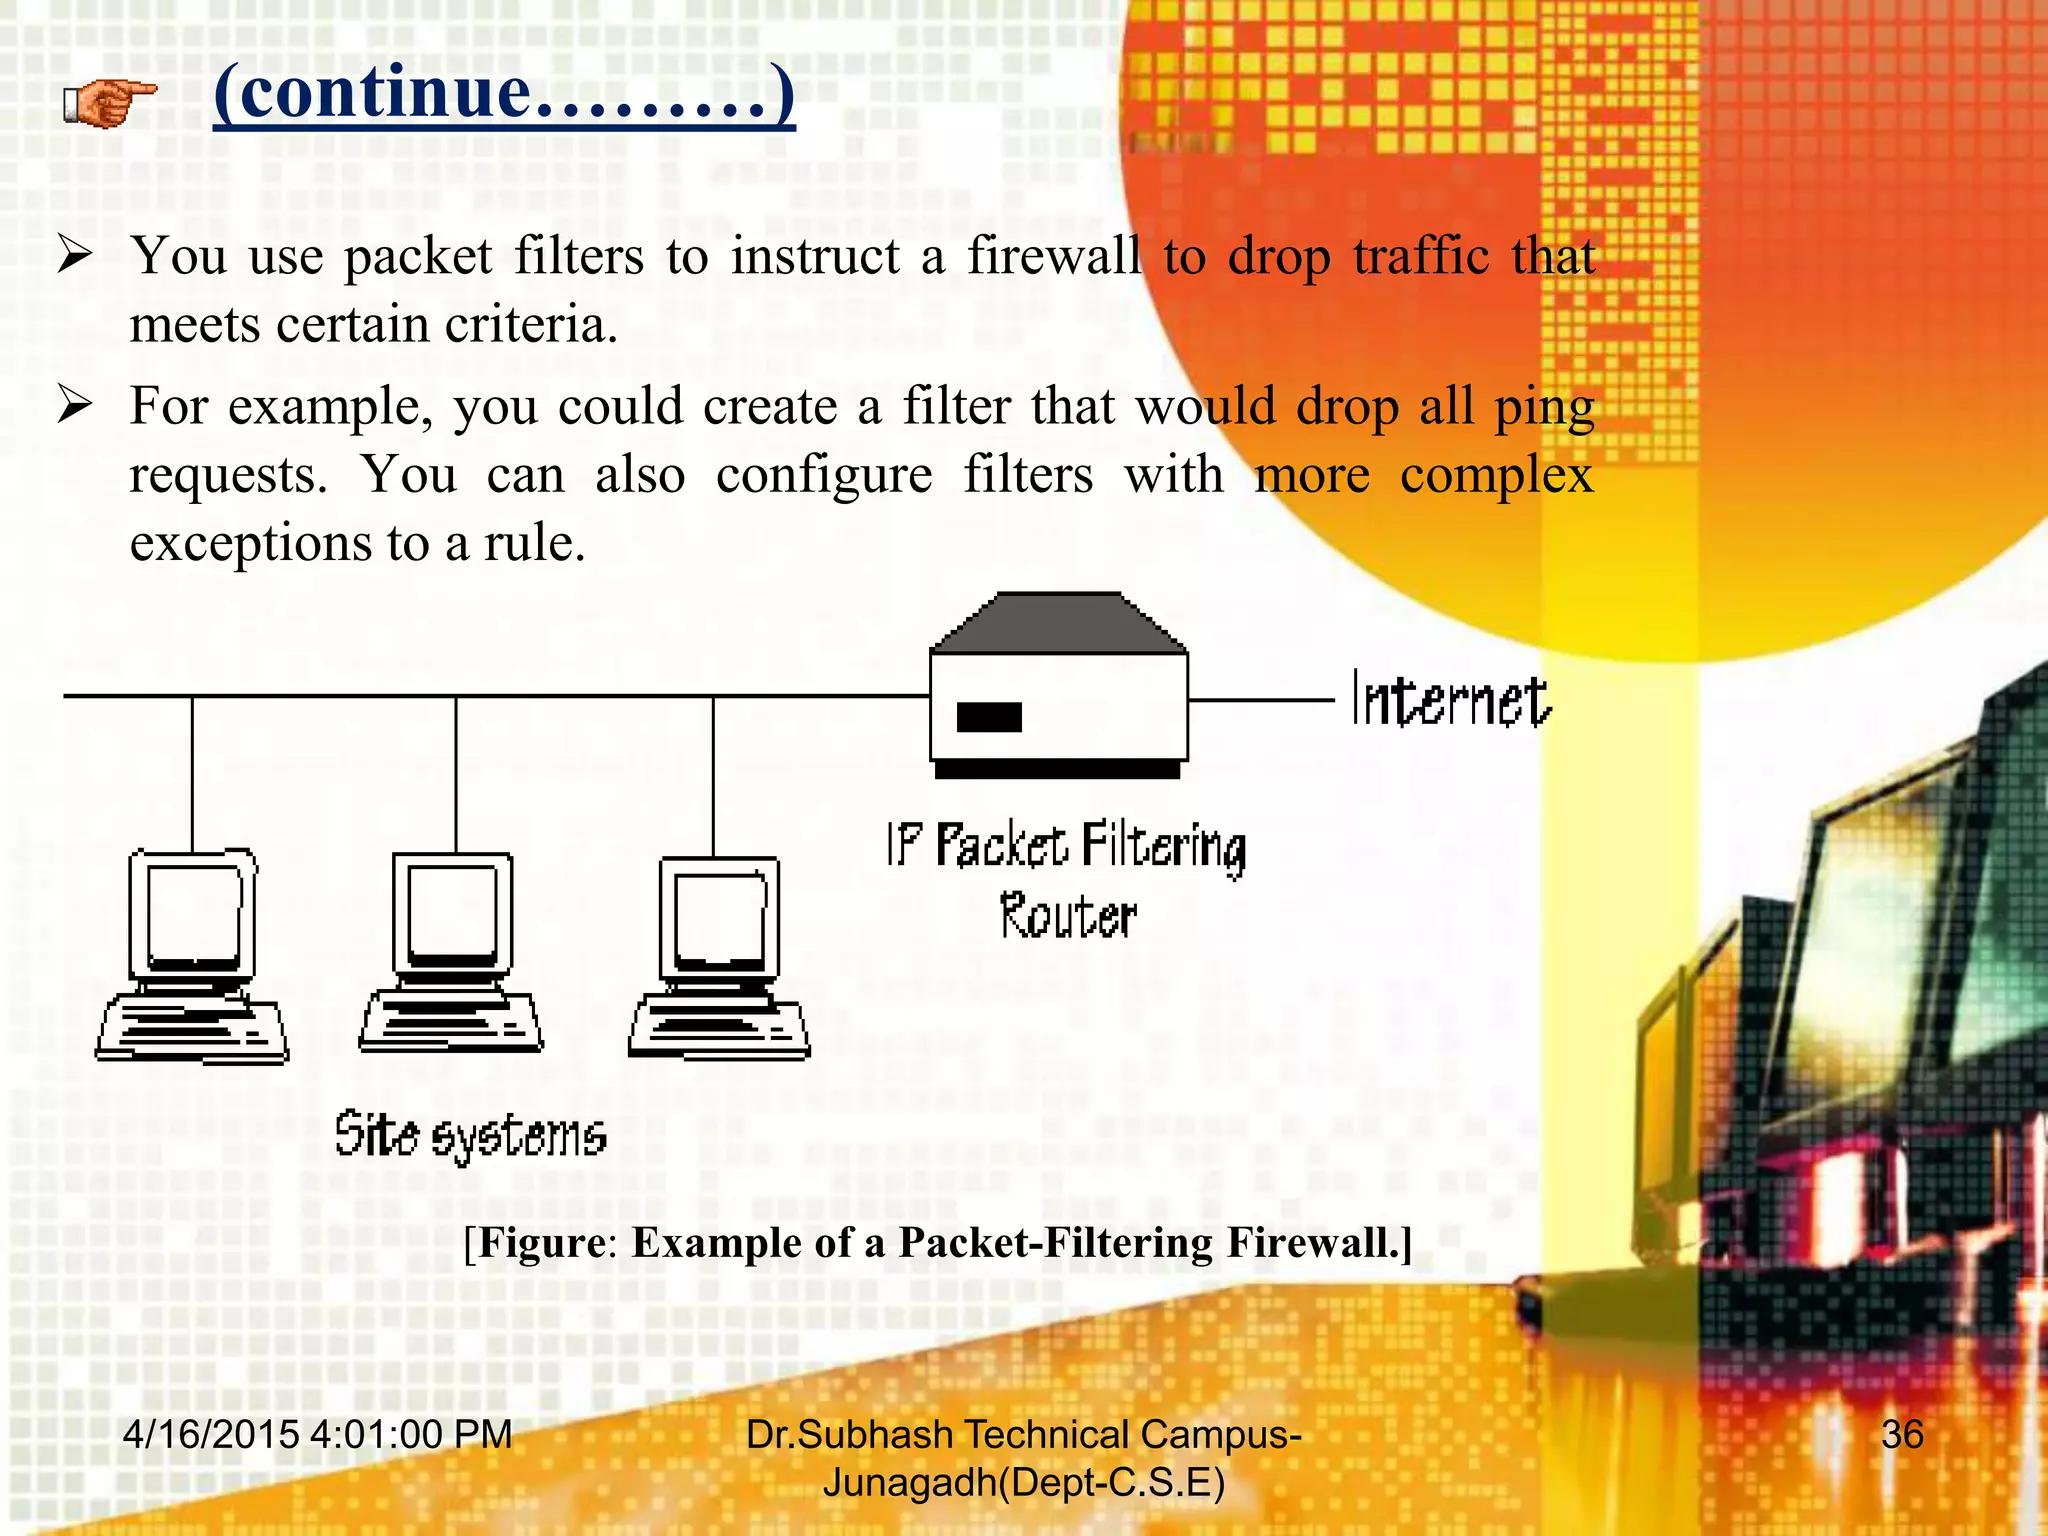 (continue………)
You use packet filters to instruct a firewall to drop traffic that
meets certain criteria.
For example, you could create a filter that would drop all ping
requests. You can also configure filters with more complex
exceptions to a rule.
Internet
IP Packet Filtering
Router
Site systems
[Figure: Example of a Packet-Filtering Firewall.]
4/16/2015 4:01:00 PM
Dr.Subhash Technical Campus-
Junagadh(Dept-C.S.E)
36